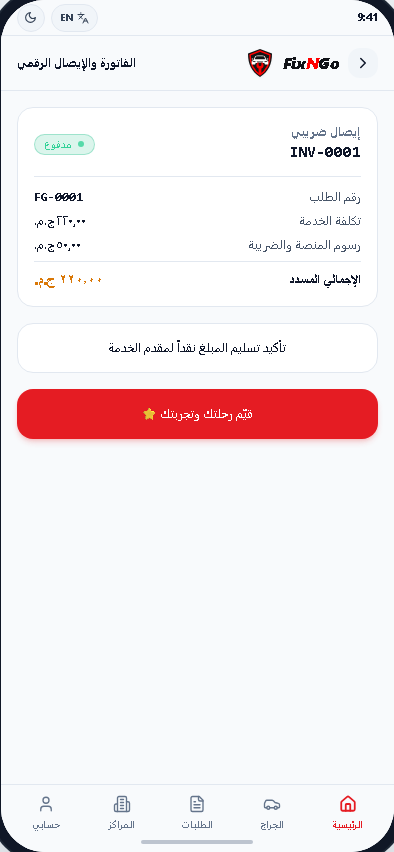 EN
9:41
FixNGo
الفاتورة والإيصال الرقمي
إيصال ضريبي
INV-0001
مدفوع
رقم الطلب FG-0001
تكلفة الخدمة ٢٢٠٫٠٠ ج.م.
رسوم المنصة والضريبة ٥٠٫٠٠ ج.م.
الإجمالي المسدد ٢٢٠٫٠٠ ج.م.
تأكيد تسليم المبلغ نقداً لمقدم الخدمة
قيّم رحلتك وتجربتك
الرئيسية
الجراج
الطلبات
المراكز
حسابي